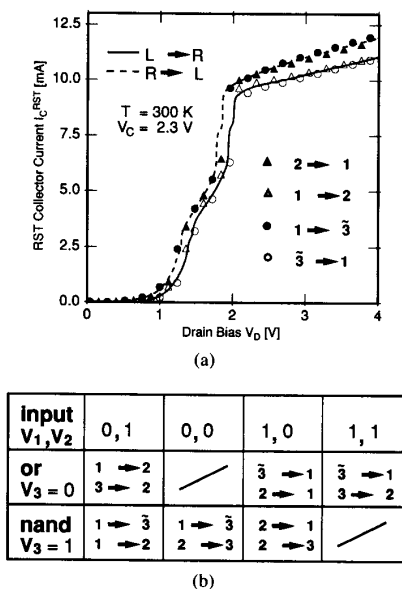 12.5
10.0
7.5
5.0
2.5
0.0
RST Collector Current I_C^RST [mA]
L → R
R → L
T = 300 K
V_C = 2.3 V
▲ 2 → 1
△ 1 → 2
● 1 → 3̃
○ 3̃ → 1
0 1 2 3 4
Drain Bias V_D [V]
(a)
input V₁,V₂ 0, 1 0, 0 1, 0 1, 1
or V₃ = 0 1 → 2 3̃ → 1 3̃ → 1
3 → 2 2 → 1 3 → 2
nand V₃ = 1 1 → 3̃ 1 → 3̃ 2 → 1
1 → 2 2 → 3 2 → 3
(b)